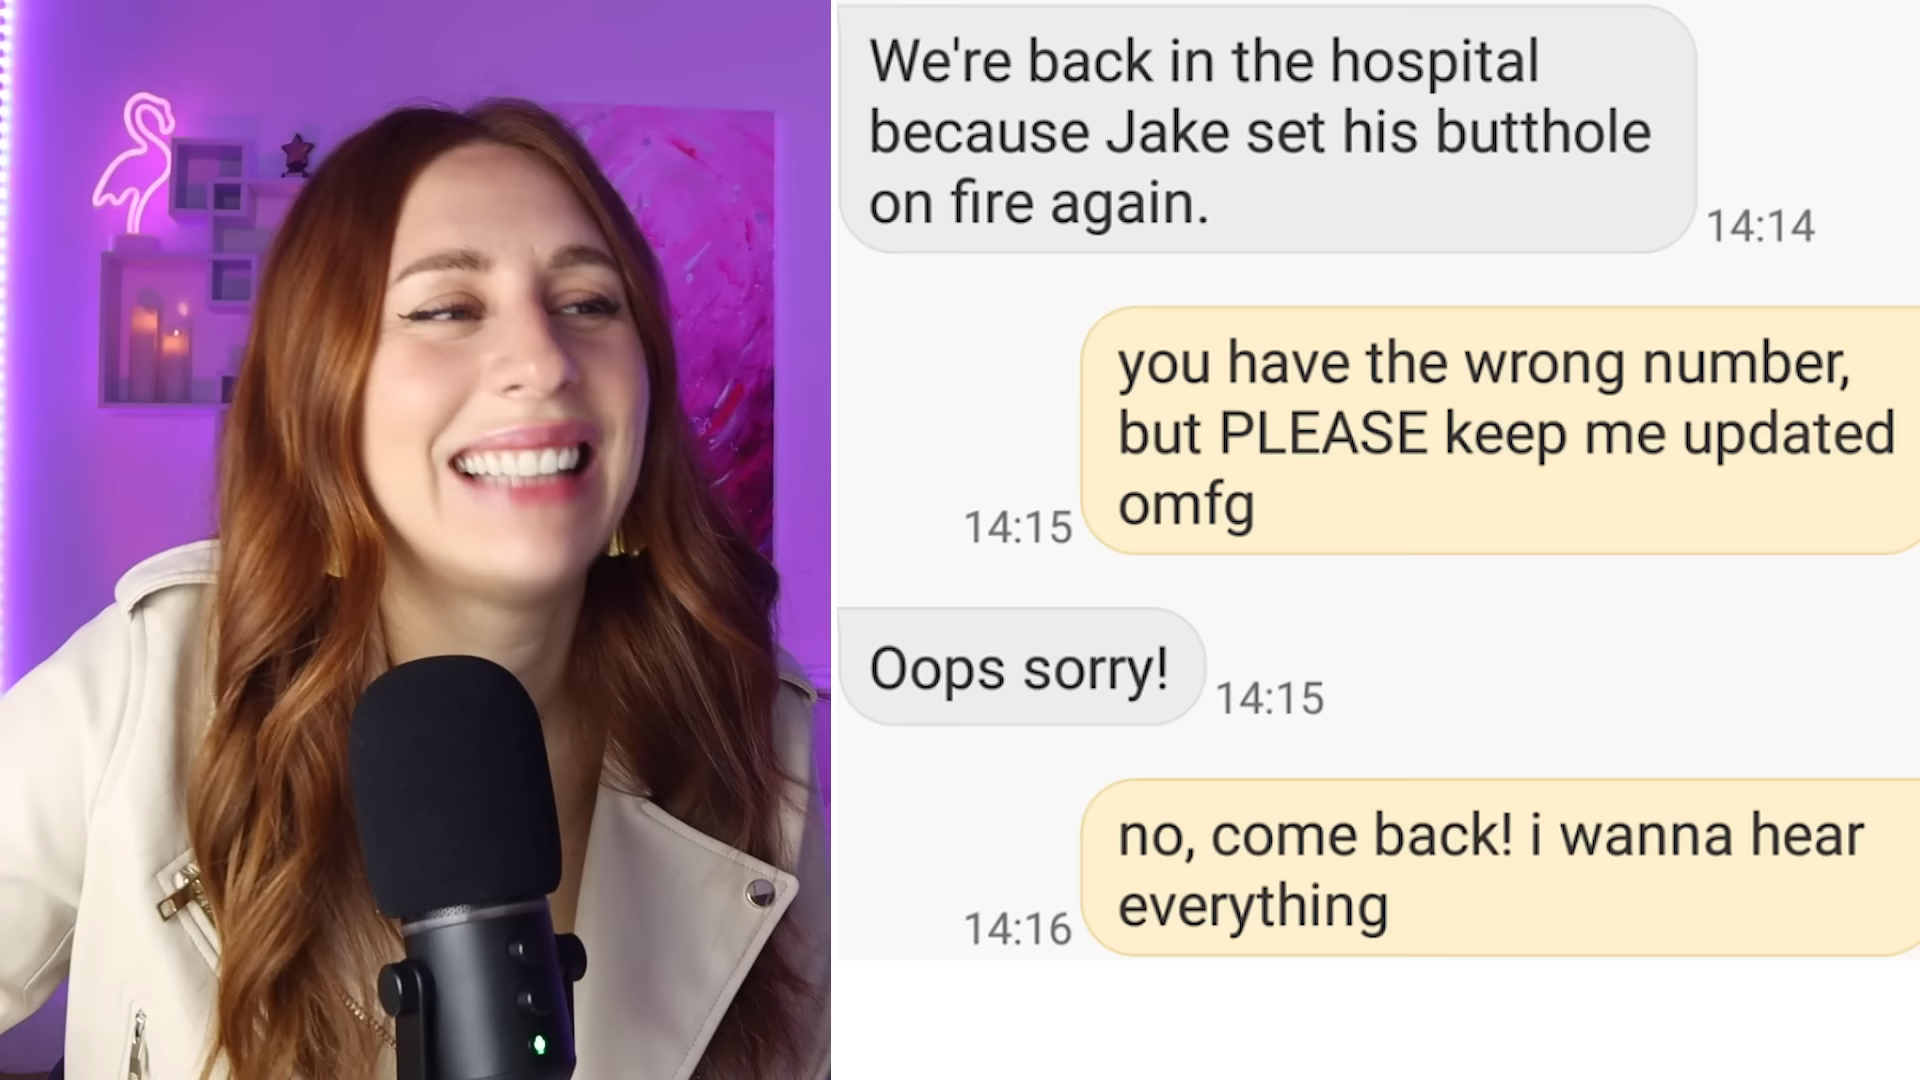 We're back in the hospital
because Jake set his butthole
on fire again.
14:14
you have the wrong number,
but PLEASE keep me updated
omfg
14:15
Oops sorry!
14:15
no, come back! i wanna hear
everything
14:16